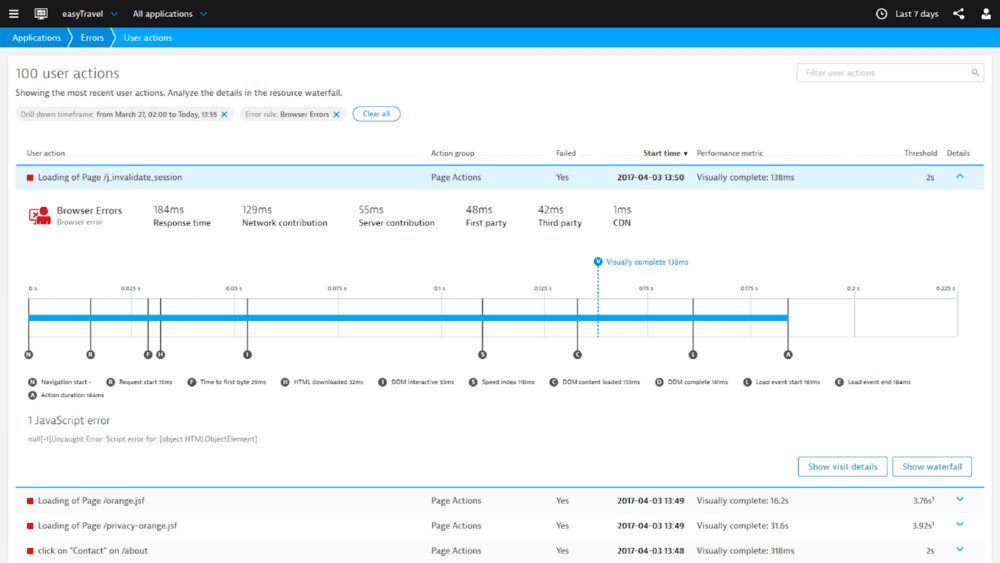 easyTravel All applications Last 7 days
Applications Errors User actions
100 user actions
Filter user actions
Showing the most recent user actions. Analyze the details in the resource waterfall.
Drill down timeframe: from March 27, 02:00 to Today, 13:55 × Error rule: Browser Errors × Clear all
User action Action group Failed Start time ▼ Performance metric Threshold Details
Loading of Page /j_invalidate_session Page Actions Yes 2017-04-03 13:50 Visually complete: 138ms 2s
Browser Errors 184ms 129ms 55ms 48ms 42ms 1ms
Browser error Response time Network contribution Server contribution First party Third party CDN
V Visually complete 138ms
0 s 0.025 s 0.05 s 0.075 s 0.1 s 0.125 s 0.15 s 0.175 s 0.2 s 0.225 s
N R F H I S C L A
N Navigation start - R Request start 15ms F Time to first byte 29ms H HTML downloaded 32ms I DOM interactive 53ms S Speed index 110ms C DOM content loaded 133ms D DOM complete 161ms L Load event start 161ms E Load event end 184ms
A Action duration 184ms
1 JavaScript error
null[-1]Uncaught Error: Script error for: [object HTMLObjectElement]
Show visit details Show waterfall
Loading of Page /orange.jsf Page Actions Yes 2017-04-03 13:49 Visually complete: 16.2s 3.76s¹
Loading of Page /privacy-orange.jsf Page Actions Yes 2017-04-03 13:49 Visually complete: 31.6s 3.92s¹
click on "Contact" on /about Page Actions Yes 2017-04-03 13:48 Visually complete: 318ms 2s